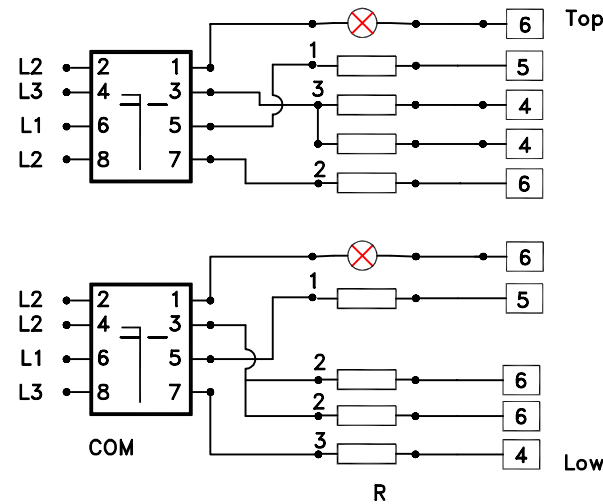 6 Top
1 5
L2 2 1
L3 4 3 3 4
L1 6 5
4
L2 8 7 2 6
6
1 5
L2 2 1
L2 4 3
L1 6 5
2 6
L3 8 7
2 6
COM
3 4 Low
R